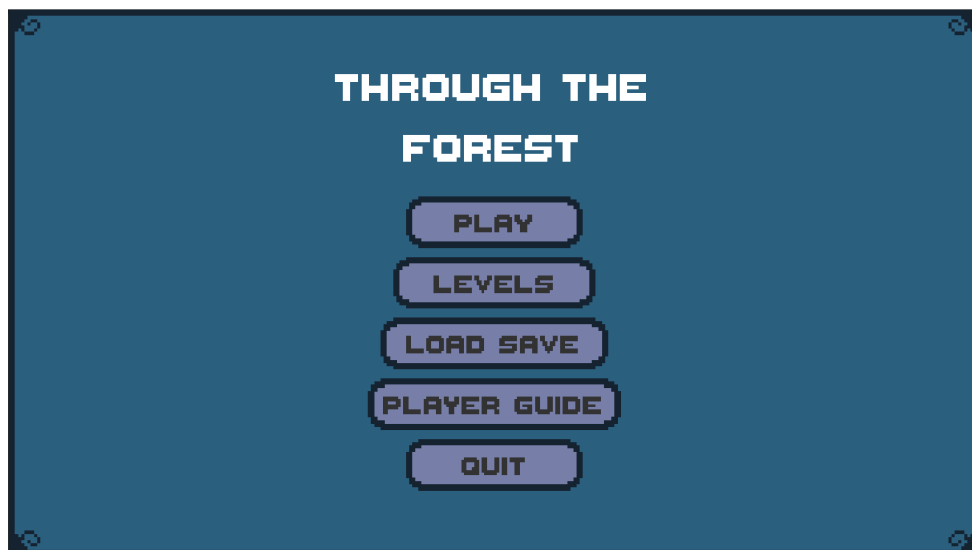 THROUGH THE
FOREST
PLAY
LEVELS
LOAD SAVE
PLAYER GUIDE
QUIT